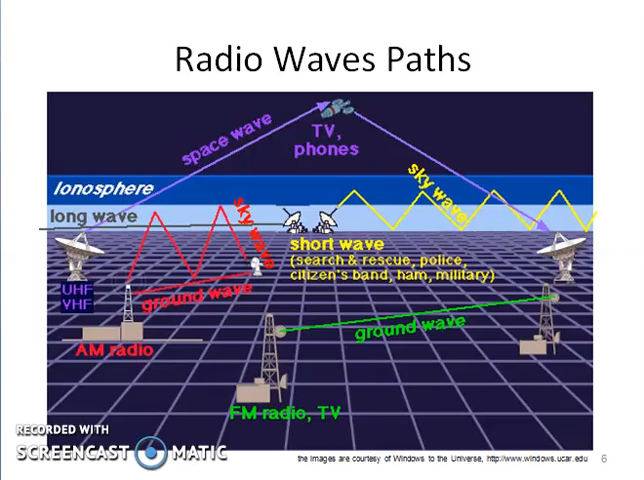 Radio Waves Paths
space wave
TV,
phones
Ionosphere
sky wave
long wave
sky wave
short wave
(search & rescue, police,
citizen's band, ham, military)
UHF
VHF
ground wave
ground wave
AM radio
FM radio, TV
RECORDED WITH
SCREENCAST MATIC
the Images are courtesy of Windows to the Universe, http://www.windows.ucar.edu
6